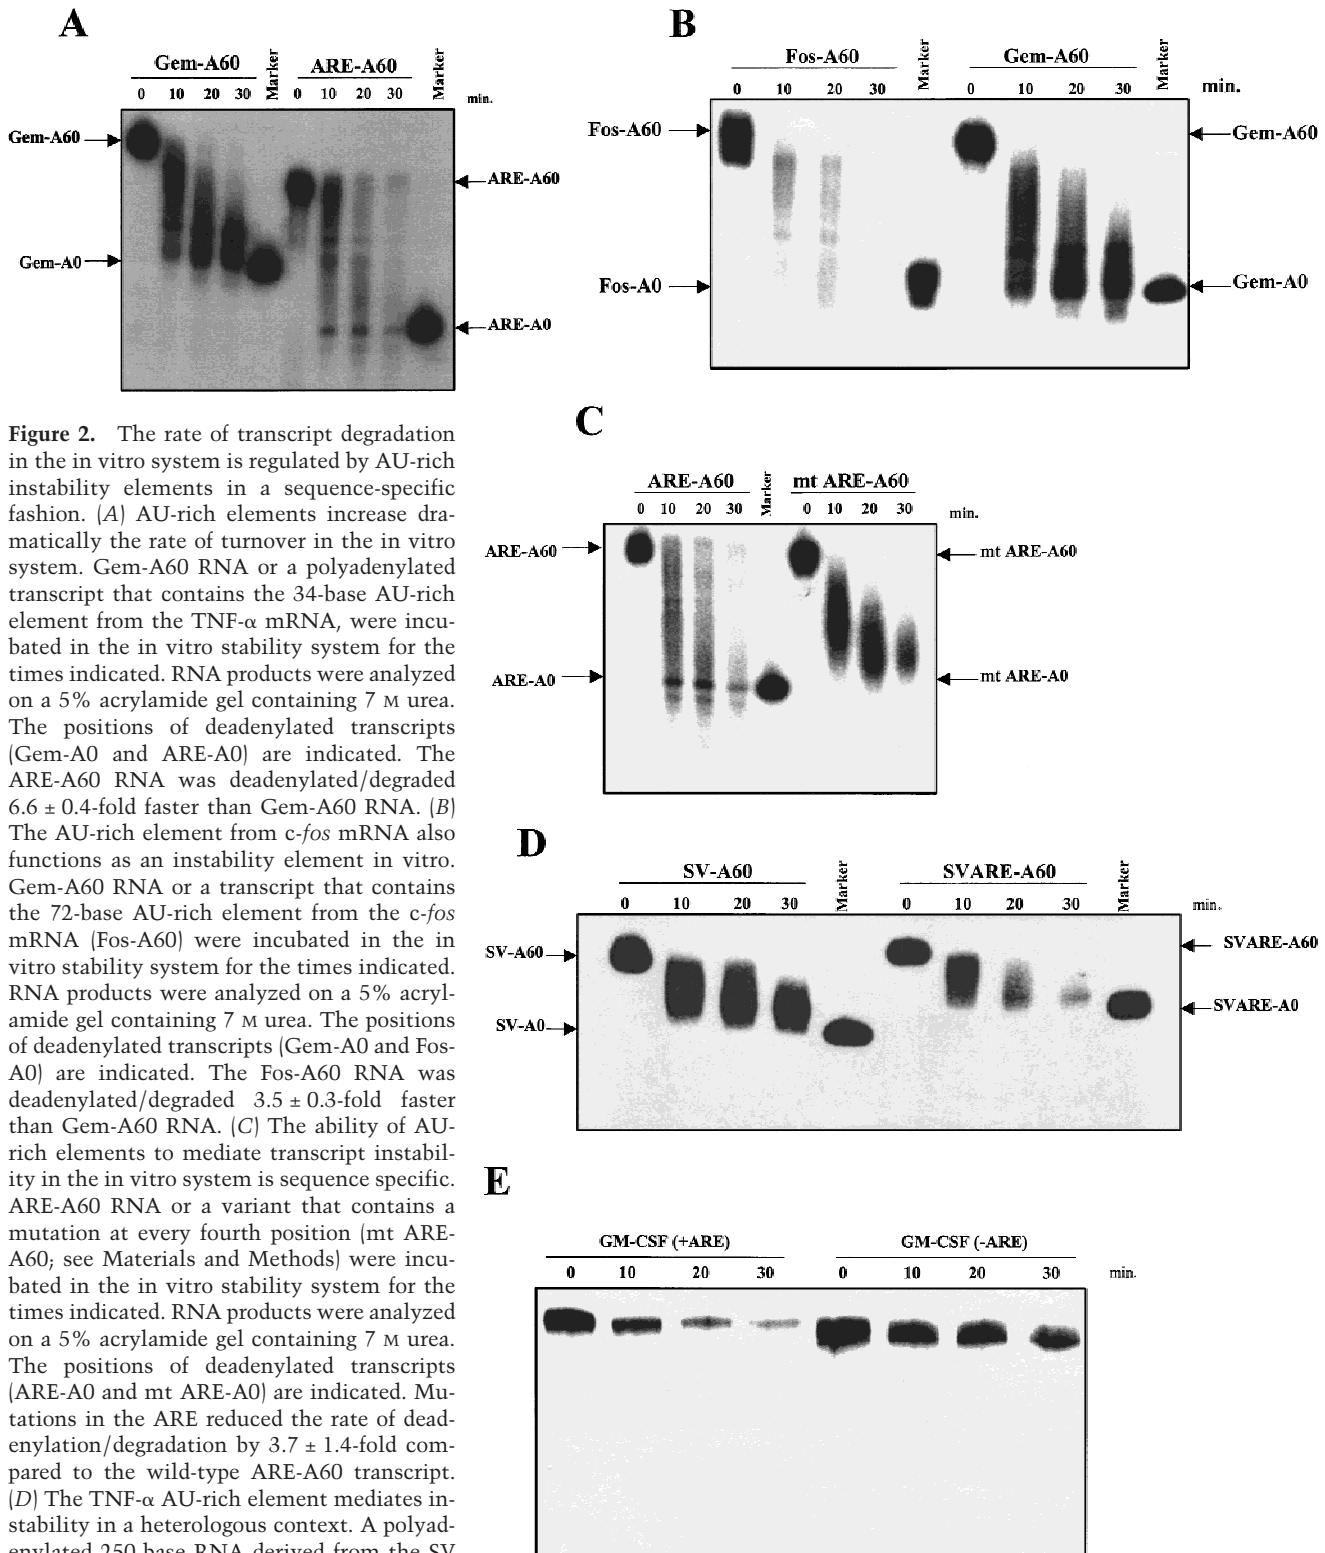 A
Gem-A60
Marker
ARE-A60
Marker
0 10 20 30 0 10 20 30 min.
Gem-A60
ARE-A60
Gem-A0
ARE-A0
B
Fos-A60
Marker
Gem-A60
Marker
0 10 20 30 0 10 20 30 min.
Fos-A60
Gem-A60
Fos-A0
Gem-A0
Figure 2. The rate of transcript degradation
in the in vitro system is regulated by AU-rich
instability elements in a sequence-specific
fashion. (A) AU-rich elements increase dra-
matically the rate of turnover in the in vitro
system. Gem-A60 RNA or a polyadenylated
transcript that contains the 34-base AU-rich
element from the TNF-α mRNA, were incu-
bated in the in vitro stability system for the
times indicated. RNA products were analyzed
on a 5% acrylamide gel containing 7 M urea.
The positions of deadenylated transcripts
(Gem-A0 and ARE-A0) are indicated. The
ARE-A60 RNA was deadenylated/degraded
6.6 ± 0.4-fold faster than Gem-A60 RNA. (B)
The AU-rich element from c-fos mRNA also
functions as an instability element in vitro.
Gem-A60 RNA or a transcript that contains
the 72-base AU-rich element from the c-fos
mRNA (Fos-A60) were incubated in the in
vitro stability system for the times indicated.
RNA products were analyzed on a 5% acryl-
amide gel containing 7 M urea. The positions
of deadenylated transcripts (Gem-A0 and Fos-
A0) are indicated. The Fos-A60 RNA was
deadenylated/degraded 3.5 ± 0.3-fold faster
than Gem-A60 RNA. (C) The ability of AU-
rich elements to mediate transcript instabil-
ity in the in vitro system is sequence specific.
ARE-A60 RNA or a variant that contains a
mutation at every fourth position (mt ARE-
A60; see Materials and Methods) were incu-
bated in the in vitro stability system for the
times indicated. RNA products were analyzed
on a 5% acrylamide gel containing 7 M urea.
The positions of deadenylated transcripts
(ARE-A0 and mt ARE-A0) are indicated. Mu-
tations in the ARE reduced the rate of dead-
enylation/degradation by 3.7 ± 1.4-fold com-
pared to the wild-type ARE-A60 transcript.
(D) The TNF-α AU-rich element mediates in-
stability in a heterologous context. A polyad-
enylated 250 base RNA derived from the SV
C
ARE-A60
Marker
mt ARE-A60
0 10 20 30 0 10 20 30 min.
ARE-A60
mt ARE-A60
ARE-A0
mt ARE-A0
D
SV-A60
Marker
SVARE-A60
Marker
0 10 20 30 0 10 20 30 min.
SV-A60
SVARE-A60
SV-A0
SVARE-A0
E
GM-CSF (+ARE) GM-CSF (-ARE)
0 10 20 30 0 10 20 30 min.